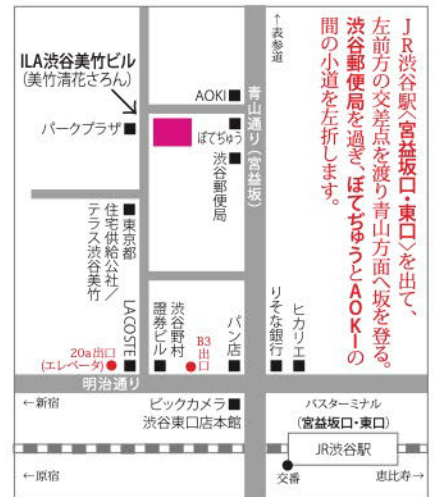 JR渋谷駅〈宮益坂口・東口〉を出て、
左前方の交差点を渡り青山方面へ坂を登る。
渋谷郵便局を過ぎ、ぼてぢゅうとAOKIの
間の小道を左折します。
←表参道
ILA渋谷美竹ビル
(美竹清花さろん)
AOKI
青山通り(宮益坂)
パークプラザ
ぼてぢゅう
渋谷郵便局
東京都
住宅供給公社/
テラス渋谷美竹
LACOSTE
渋谷野村
證券ビル
B3
出口
パン店
りそな銀行
ヒカリエ
20a出口
(エレベータ)
明治通り
←新宿
ビックカメラ
渋谷東口店本館
バスターミナル
(宮益坂口・東口)
JR渋谷駅
←原宿
交番
恵比寿→